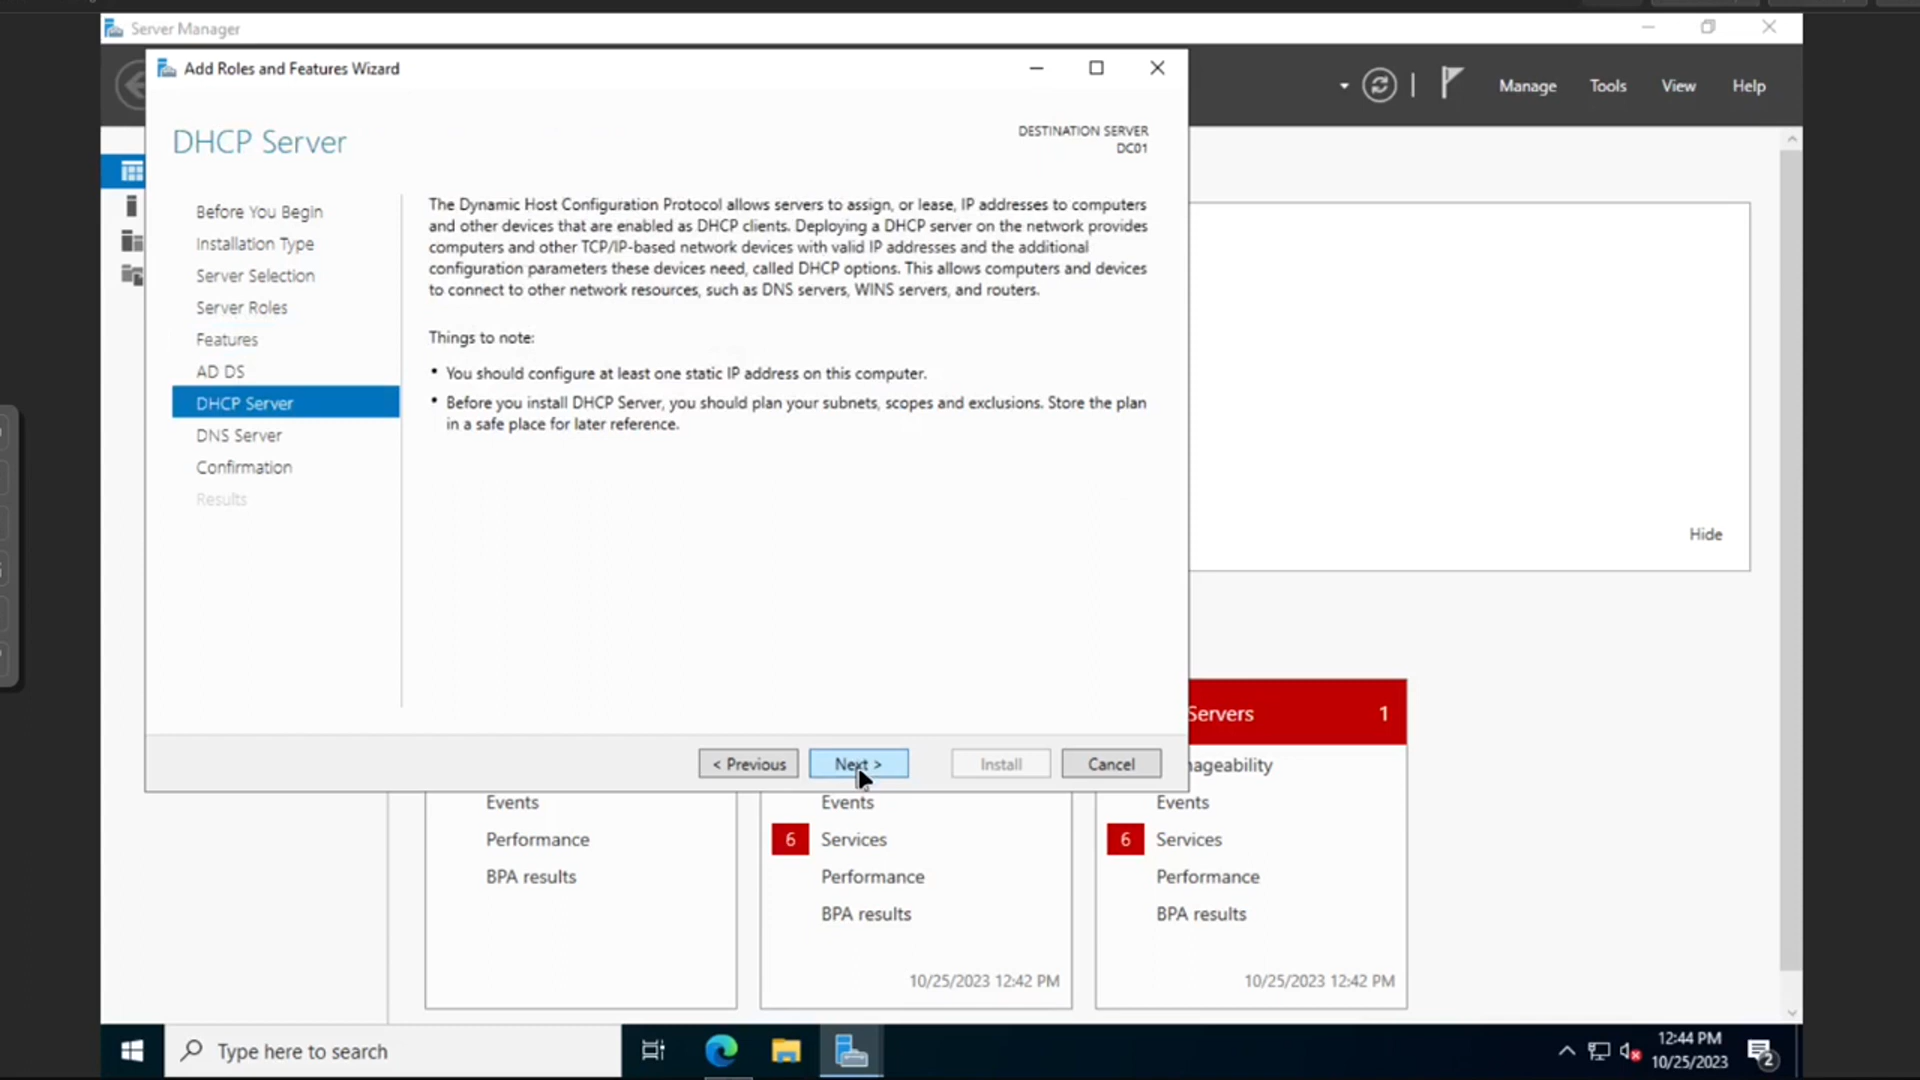 Server Manager
Add Roles and Features Wizard
Manage Tools View Help
DHCP Server
DESTINATION SERVER
DC01
Before You Begin
Installation Type
Server Selection
Server Roles
Features
AD DS
DHCP Server
DNS Server
Confirmation
Results
The Dynamic Host Configuration Protocol allows servers to assign, or lease, IP addresses to computers
and other devices that are enabled as DHCP clients. Deploying a DHCP server on the network provides
computers and other TCP/IP-based network devices with valid IP addresses and the additional
configuration parameters these devices need, called DHCP options. This allows computers and devices
to connect to other network resources, such as DNS servers, WINS servers, and routers.
Things to note:
• You should configure at least one static IP address on this computer.
• Before you install DHCP Server, you should plan your subnets, scopes and exclusions. Store the plan
in a safe place for later reference.
Hide
< Previous Next > Install Cancel
Servers 1
nageability
Events
Performance
BPA results
Events
6 Services
Performance
BPA results
10/25/2023 12:42 PM
Events
6 Services
Performance
BPA results
10/25/2023 12:42 PM
Type here to search
12:44 PM
10/25/2023
2